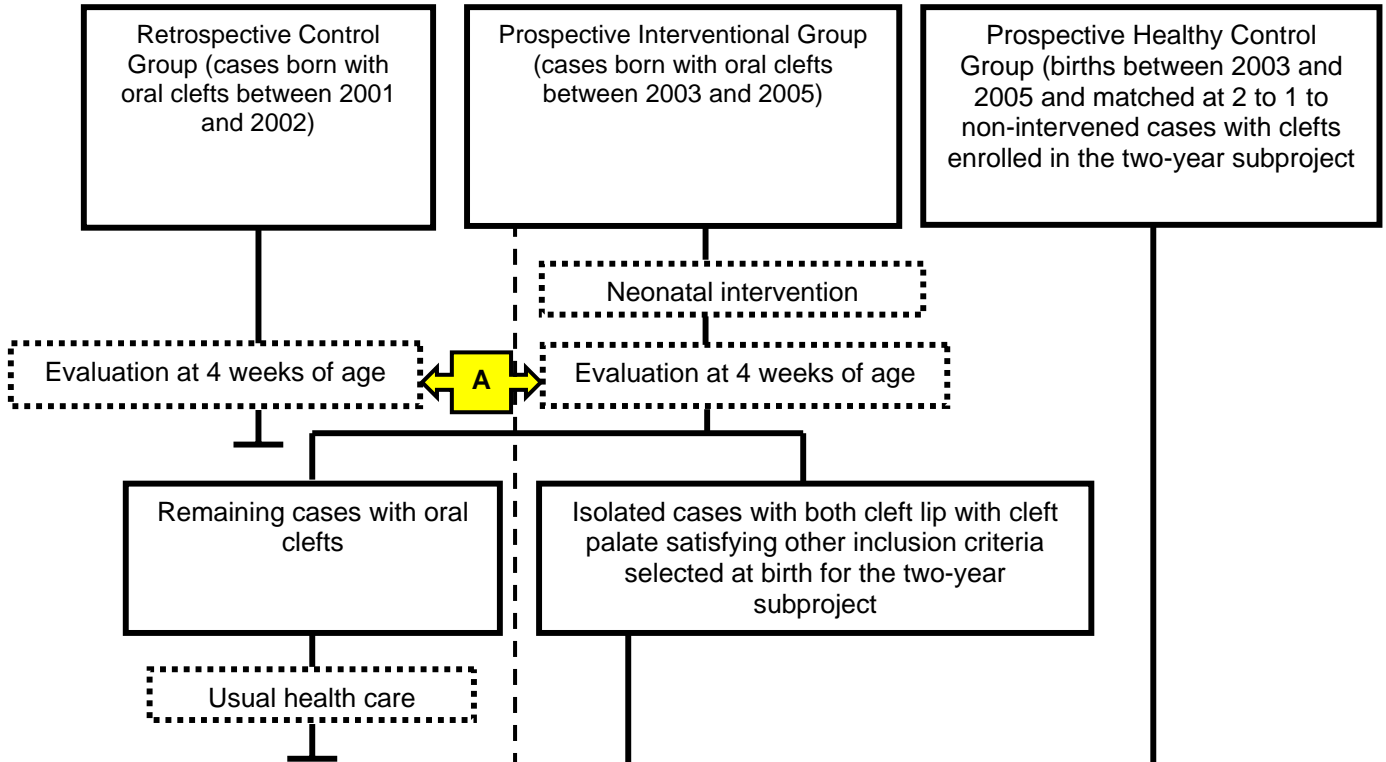 Retrospective Control
Group (cases born with
oral clefts between 2001
and 2002)
Prospective Interventional Group
(cases born with oral clefts
between 2003 and 2005)
Prospective Healthy Control
Group (births between 2003 and
2005 and matched at 2 to 1 to
non-intervened cases with clefts
enrolled in the two-year subproject
Neonatal intervention
Evaluation at 4 weeks of age
A
Evaluation at 4 weeks of age
Remaining cases with oral
clefts
Isolated cases with both cleft lip with cleft
palate satisfying other inclusion criteria
selected at birth for the two-year
subproject
Usual health care